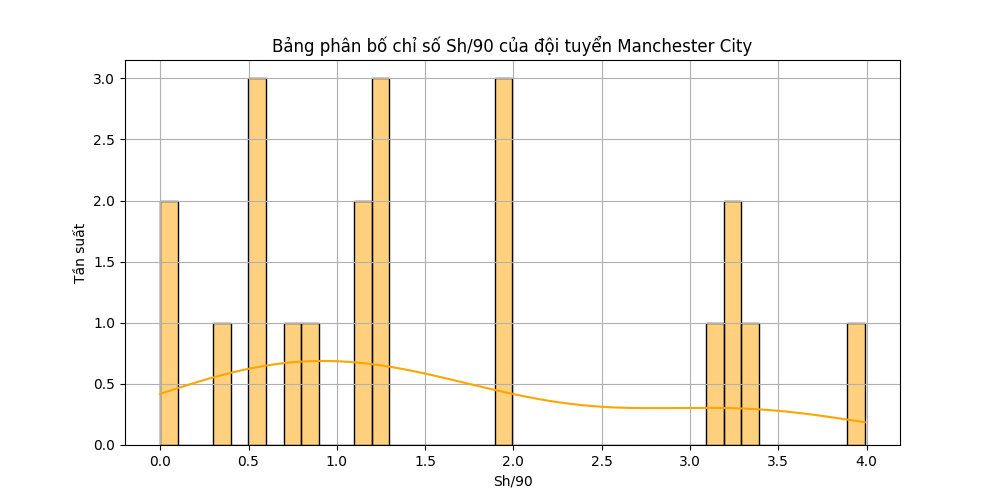 Bảng phân bố chỉ số Sh/90 của đội tuyển Manchester City
3.0
2.5
2.0
1.5
1.0
0.5
0.0
Tần suất
0.0 0.5 1.0 1.5 2.0 2.5 3.0 3.5 4.0
Sh/90